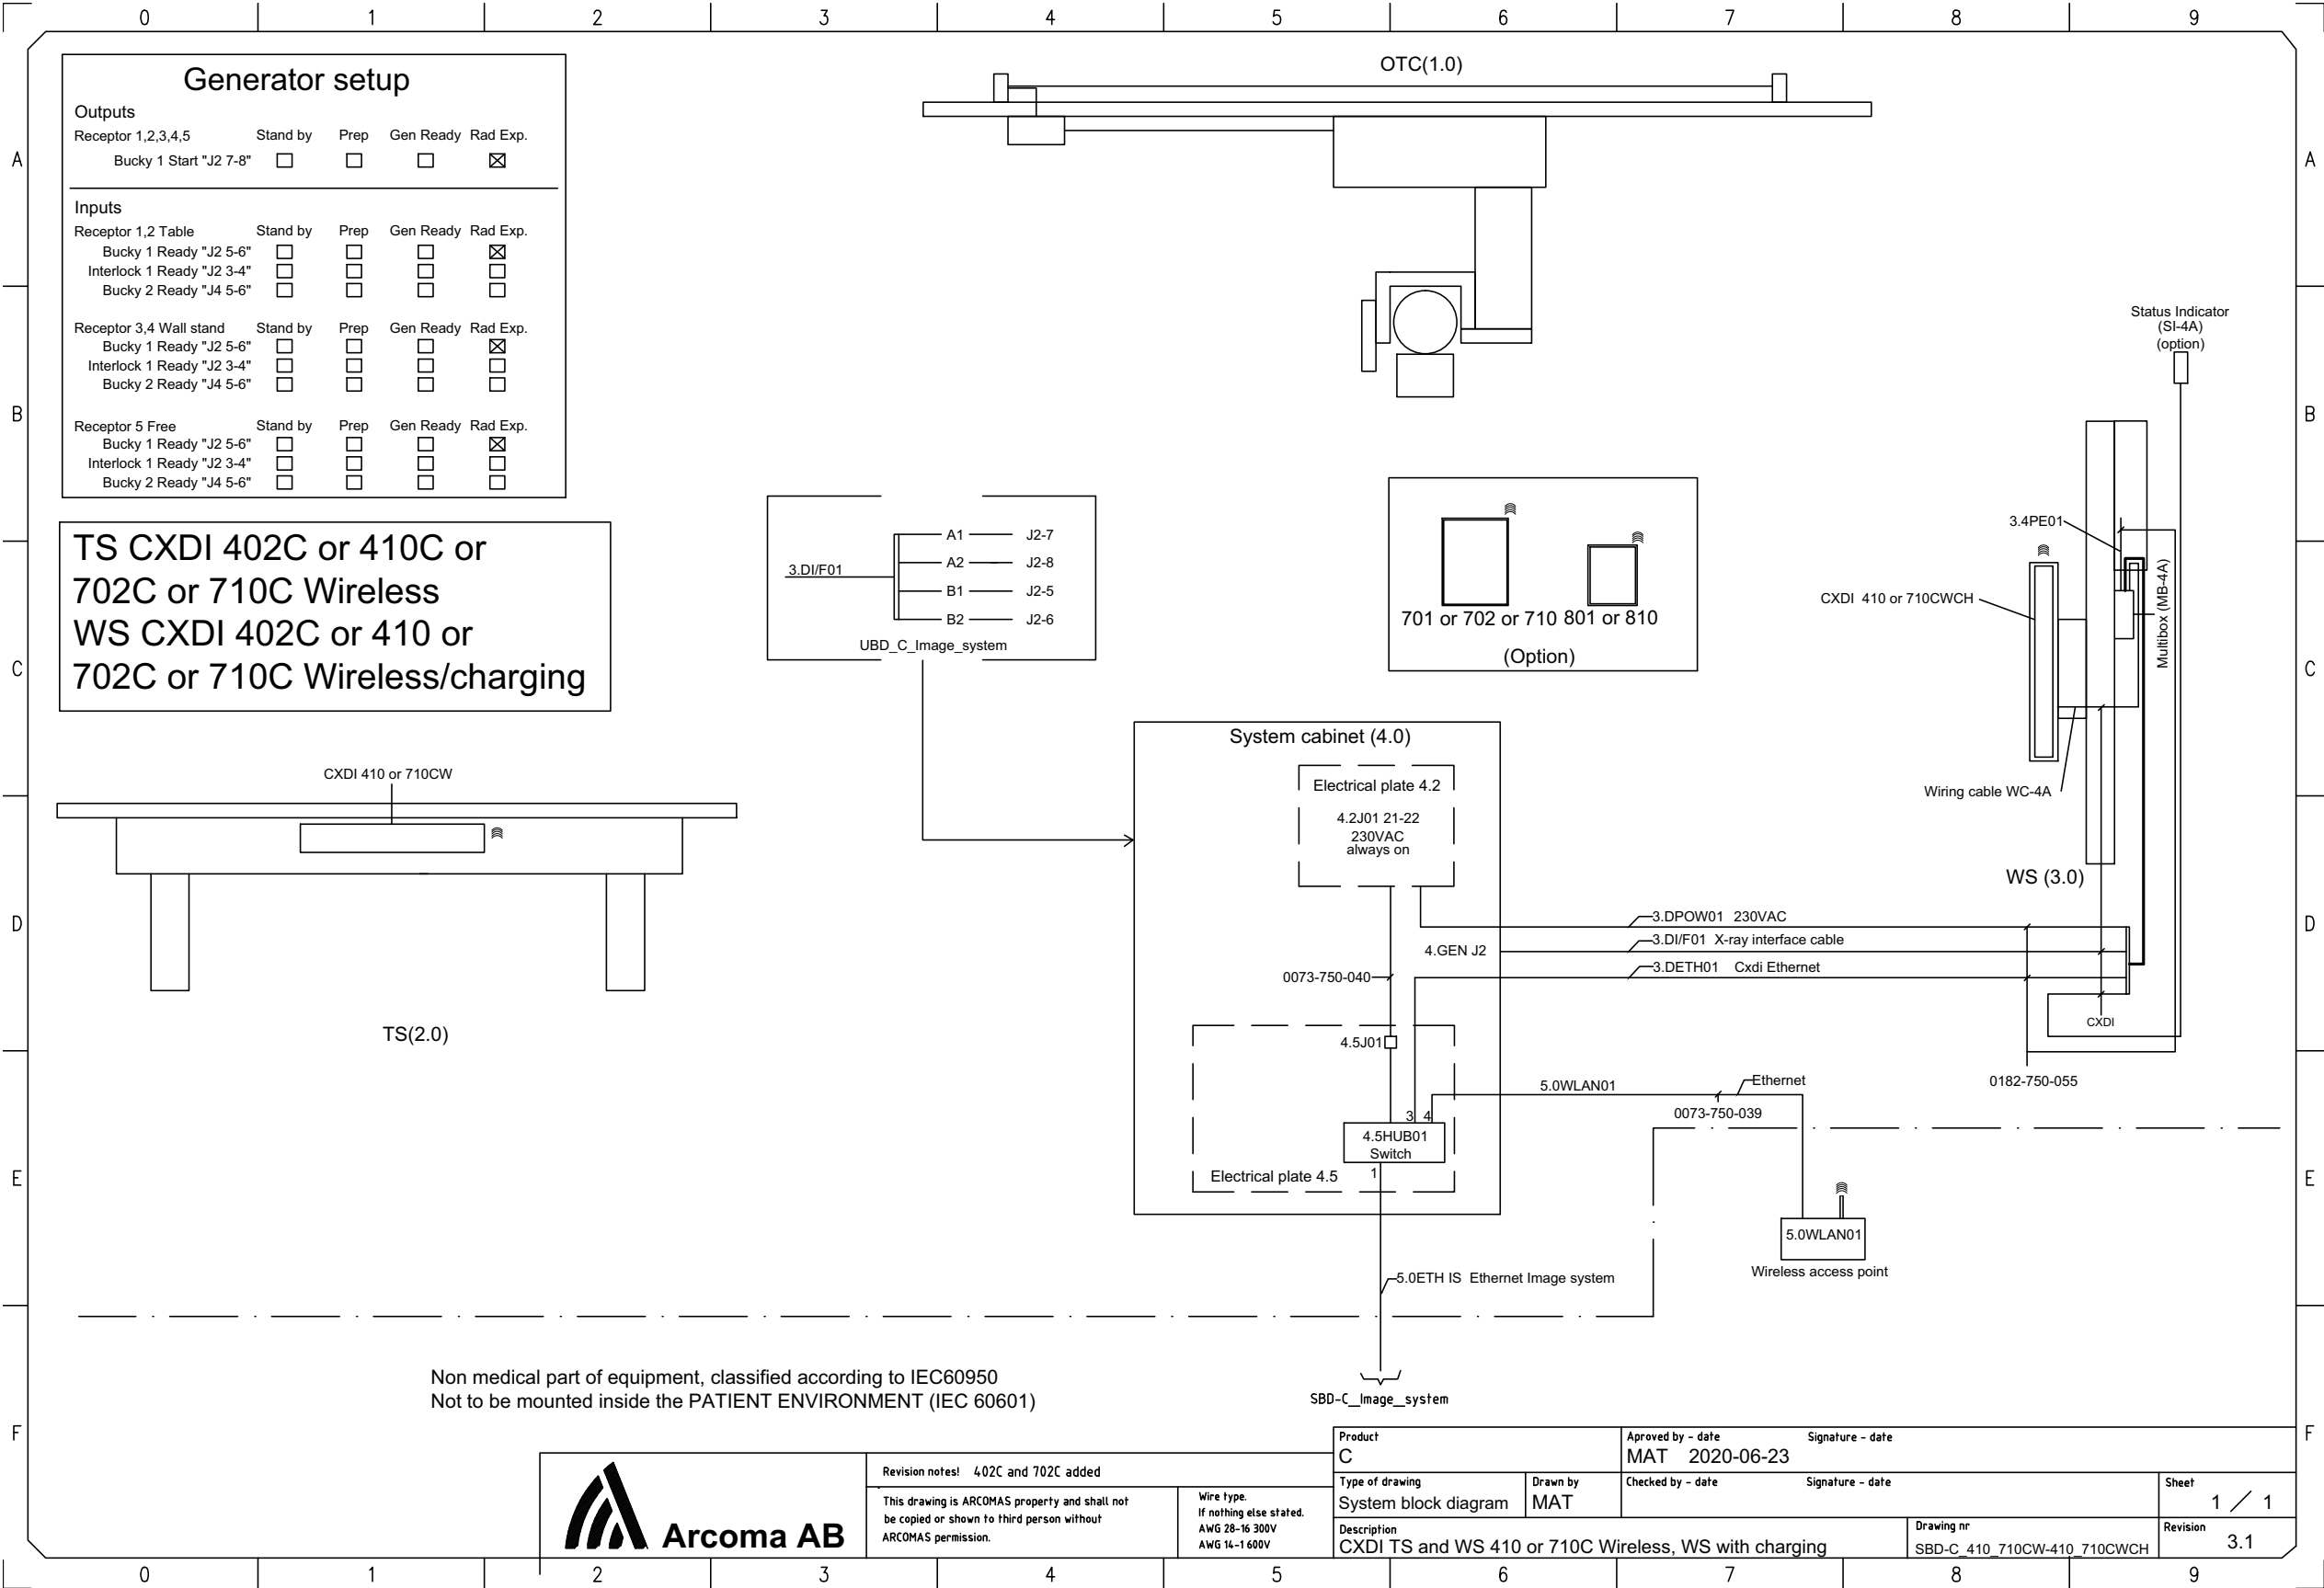 0 1 2 3 4 5 6 7 8 9
A
B
C
D
E
F
Generator setup
Outputs
Receptor 1,2,3,4,5 Stand by Prep Gen Ready Rad Exp.
Bucky 1 Start "J2 7-8"
Inputs
Receptor 1,2 Table Stand by Prep Gen Ready Rad Exp.
Bucky 1 Ready "J2 5-6"
Interlock 1 Ready "J2 3-4"
Bucky 2 Ready "J4 5-6"
Receptor 3,4 Wall stand Stand by Prep Gen Ready Rad Exp.
Bucky 1 Ready "J2 5-6"
Interlock 1 Ready "J2 3-4"
Bucky 2 Ready "J4 5-6"
Receptor 5 Free Stand by Prep Gen Ready Rad Exp.
Bucky 1 Ready "J2 5-6"
Interlock 1 Ready "J2 3-4"
Bucky 2 Ready "J4 5-6"
TS CXDI 402C or 410C or
702C or 710C Wireless
WS CXDI 402C or 410 or
702C or 710C Wireless/charging
OTC(1.0)
3.DI/F01
A1 J2-7
A2 J2-8
B1 J2-5
B2 J2-6
UBD_C_Image_system
701 or 702 or 710 801 or 810
(Option)
Status Indicator
(SI-4A)
(option)
3.4PE01
CXDI 410 or 710CWCH
Multibox (MB-4A)
Wiring cable WC-4A
WS (3.0)
CXDI 410 or 710CW
TS(2.0)
System cabinet (4.0)
Electrical plate 4.2
4.2J01 21-22
230VAC
always on
3.DPOW01 230VAC
4.GEN J2
3.DI/F01 X-ray interface cable
0073-750-040
3.DETH01 Cxdi Ethernet
CXDI
4.5J01
0182-750-055
5.0WLAN01
Ethernet
0073-750-039
3 4
4.5HUB01
Switch
1
Electrical plate 4.5
5.0WLAN01
Wireless access point
5.0ETH IS Ethernet Image system
Non medical part of equipment, classified according to IEC60950
Not to be mounted inside the PATIENT ENVIRONMENT (IEC 60601)
SBD-C_Image_system
Arcoma AB
Revision notes! 402C and 702C added
This drawing is ARCOMAS property and shall not
be copied or shown to third person without
ARCOMAS permission.
Wire type.
If nothing else stated.
AWG 28-16 300V
AWG 14-1 600V
Product
C
Aproved by - date Signature - date
MAT 2020-06-23
Type of drawing
System block diagram
Drawn by
MAT
Checked by - date Signature - date
Sheet
1 / 1
Description
CXDI TS and WS 410 or 710C Wireless, WS with charging
Drawing nr
SBD-C_410_710CW-410_710CWCH
Revision
3.1
A
B
C
D
E
F
0 1 2 3 4 5 6 7 8 9